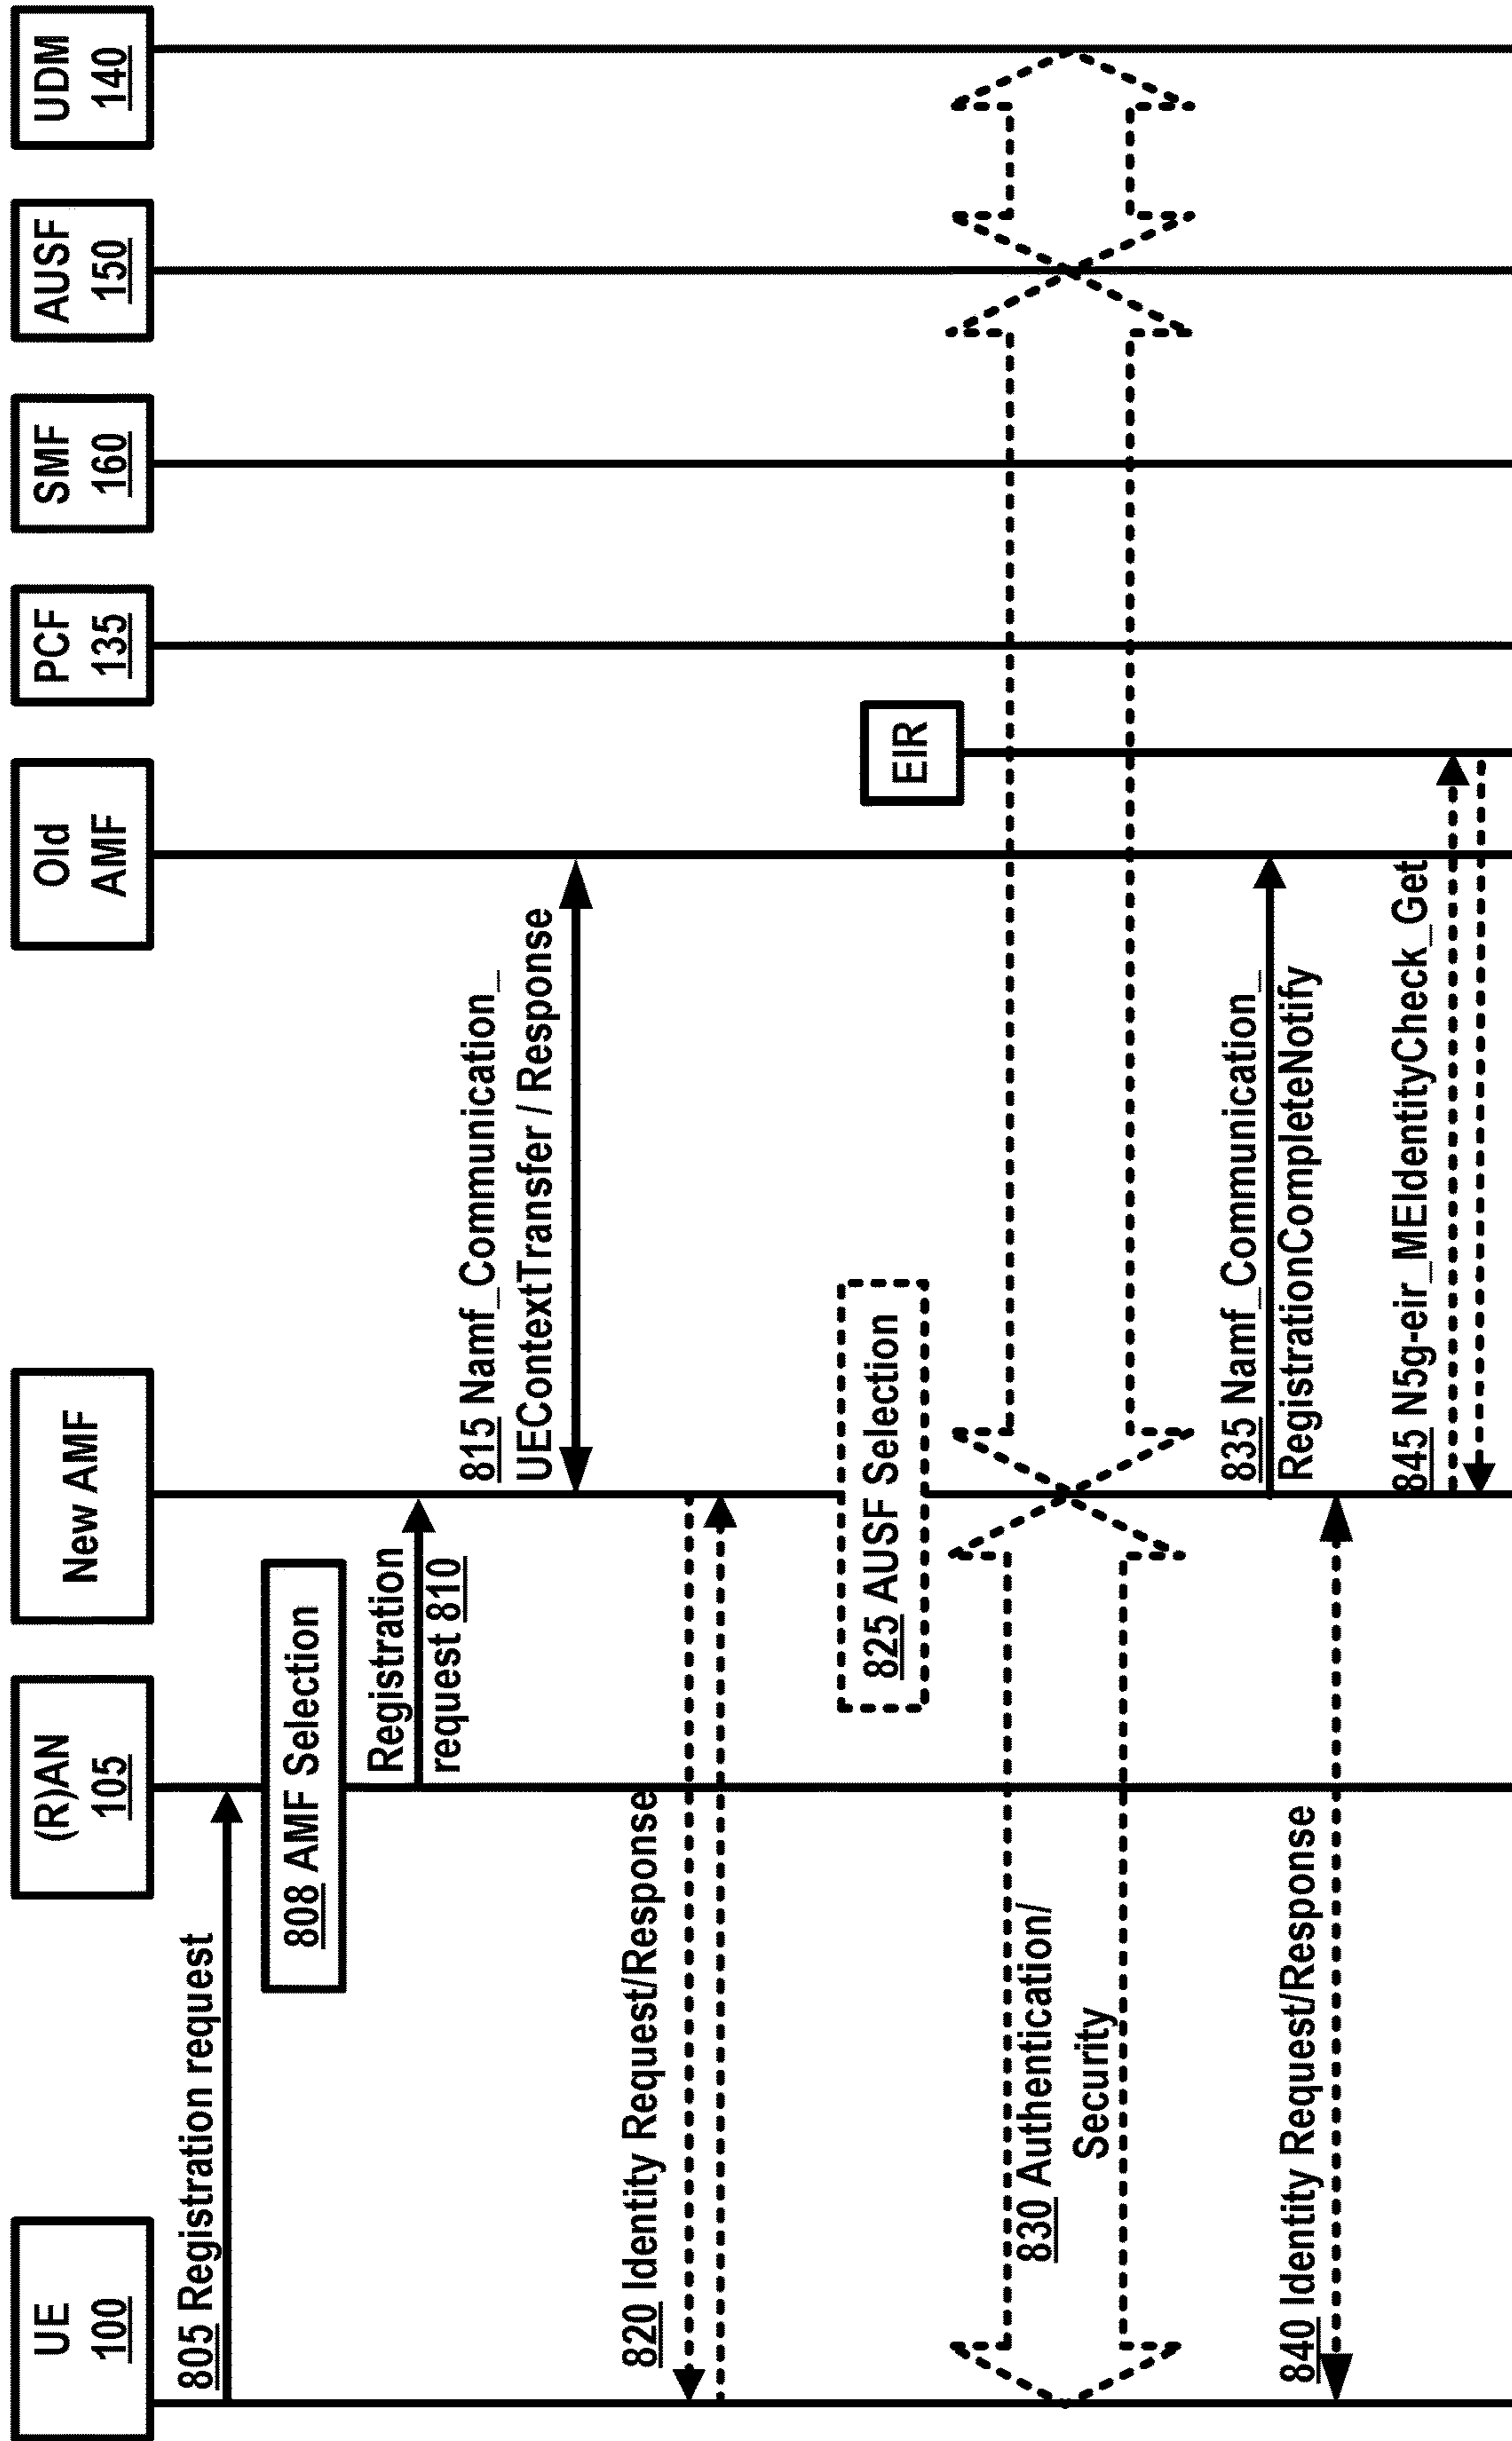 UE
100
(R)AN
105
New AMF
Old
AMF
PCF
135
SMF
160
AUSF
150
UDM
140
805 Registration request
808 AMF Selection
Registration
request 810
815 Namf_Communication_
UEContextTransfer / Response
820 Identity Request/Response
825 AUSF Selection
EIR
830 Authentication/
Security
835 Namf_Communication_
RegistrationCompleteNotify
840 Identity Request/Response
845 N5g-eir_MEIdentityCheck_Get